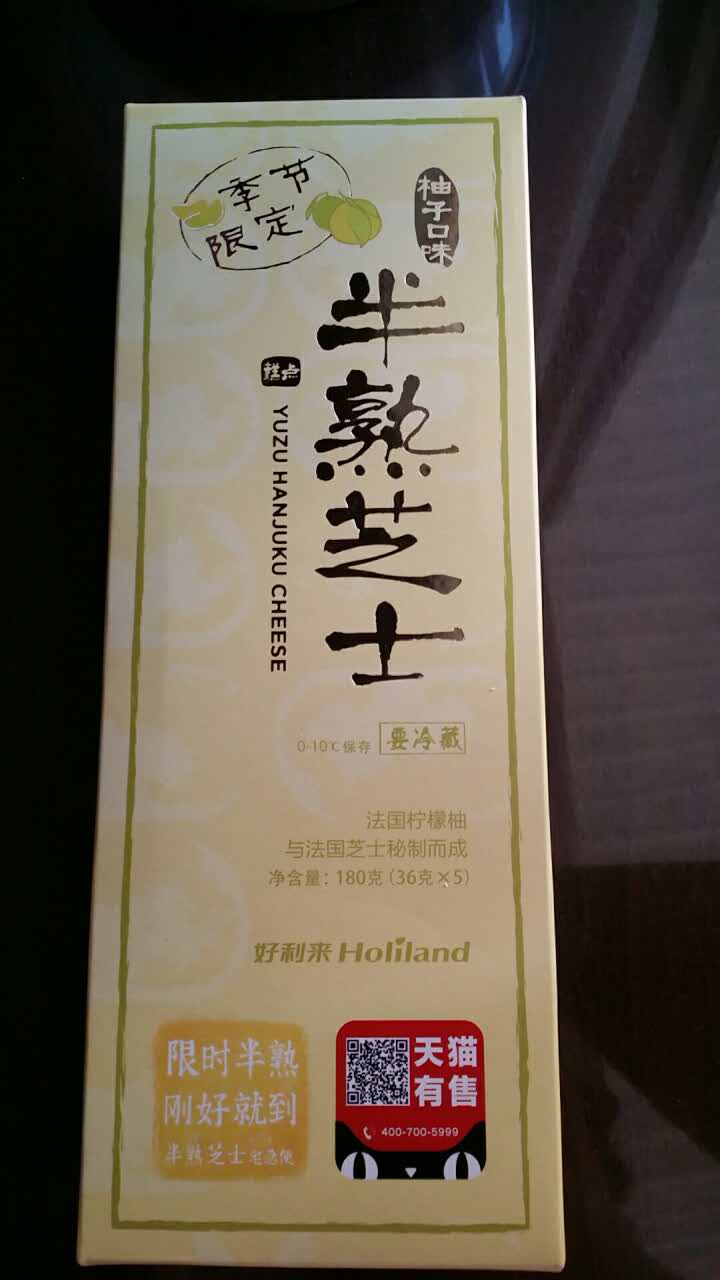 季节
限定
柚子口味
半熟芝士
糕点
YUZU HANJUKU CHEESE
0-10℃保存
要冷藏
法国柠檬柚
与法国芝士秘制而成
净含量：180克（36克×5）
好利来 Holiland
限时半熟
刚好就到
半熟芝士宅急便
天猫
有售
400-700-5999